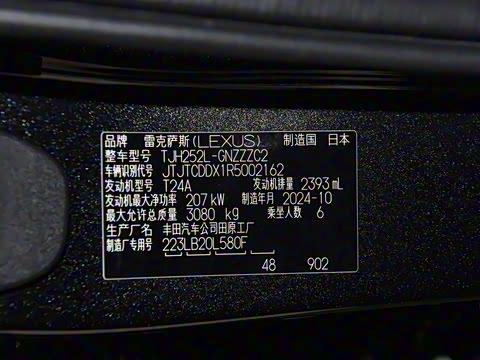 品牌 雷克萨斯(LEXUS) 制造国 日本
整车型号 TJH252L-GNZZZC2
车辆识别代号 JTJTCDDX1R5002162
发动机型号 T24A 发动机排量 2393 mL
发动机最大净功率 207 kW 制造年月 2024-10
最大允许总质量 3080 kg 乘坐人数 6
生产厂名 丰田汽车公司田原工厂
制造厂专用号 223LB20L580F
48 902